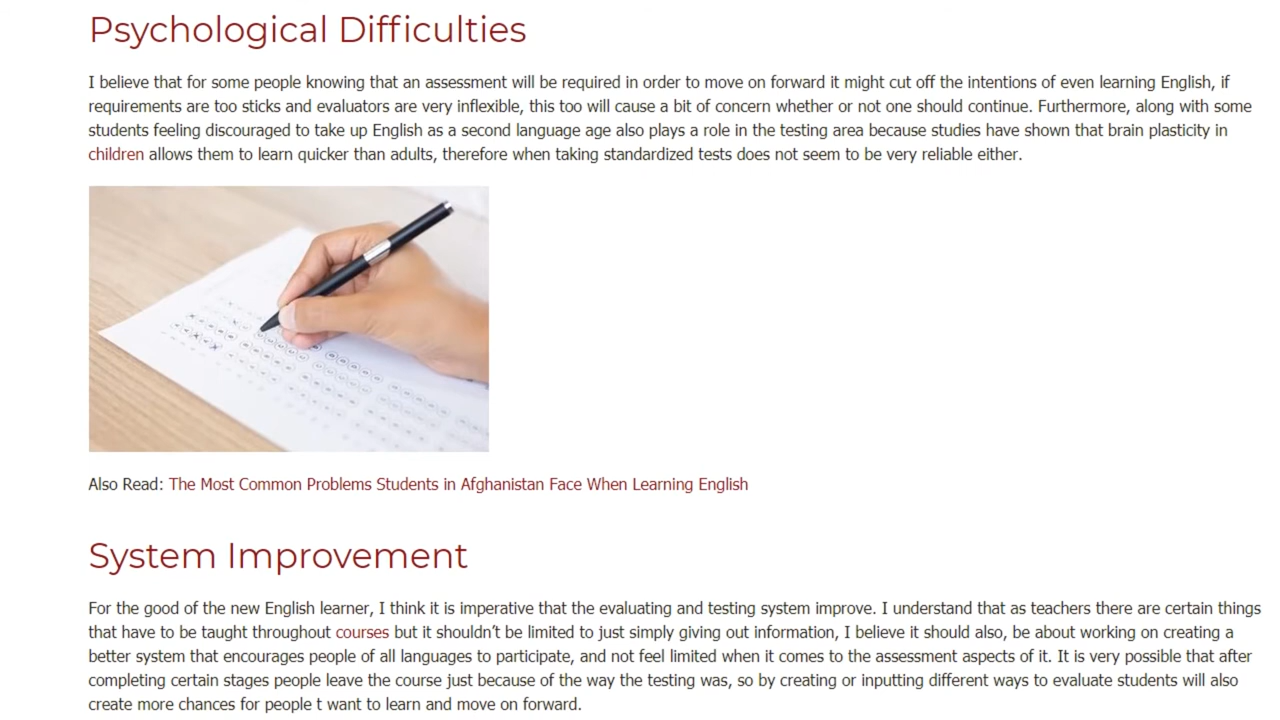 Psychological Difficulties
I believe that for some people knowing that an assessment will be required in order to move on forward it might cut off the intentions of even learning English, if
requirements are too sticks and evaluators are very inflexible, this too will cause a bit of concern whether or not one should continue. Furthermore, along with some
students feeling discouraged to take up English as a second language age also plays a role in the testing area because studies have shown that brain plasticity in
children allows them to learn quicker than adults, therefore when taking standardized tests does not seem to be very reliable either.
Also Read: The Most Common Problems Students in Afghanistan Face When Learning English
System Improvement
For the good of the new English learner, I think it is imperative that the evaluating and testing system improve. I understand that as teachers there are certain things
that have to be taught throughout courses but it shouldn’t be limited to just simply giving out information, I believe it should also, be about working on creating a
better system that encourages people of all languages to participate, and not feel limited when it comes to the assessment aspects of it. It is very possible that after
completing certain stages people leave the course just because of the way the testing was, so by creating or inputting different ways to evaluate students will also
create more chances for people t want to learn and move on forward.